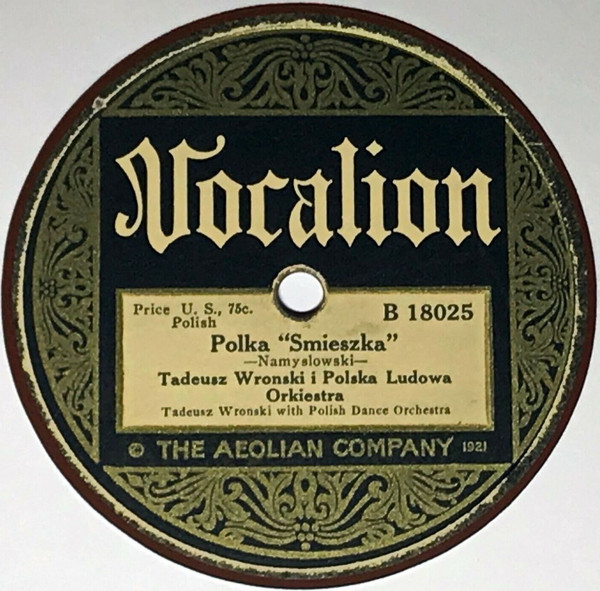 Vocalion
Price U. S., 75c.
Polish
B 18025
Polka "Smieszka"
—Namyslowski—
Tadeusz Wronski i Polska Ludowa
Orkiestra
Tadeusz Wronski with Polish Dance Orchestra
© THE AEOLIAN COMPANY 1921